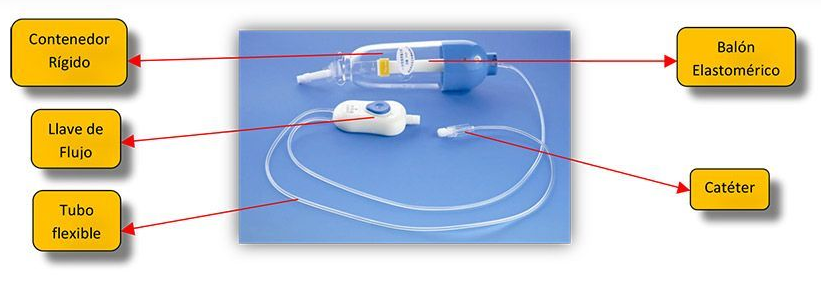 Contenedor
Rígido
Balón
Elastomérico
Llave de
Flujo
Catéter
Tubo
flexible